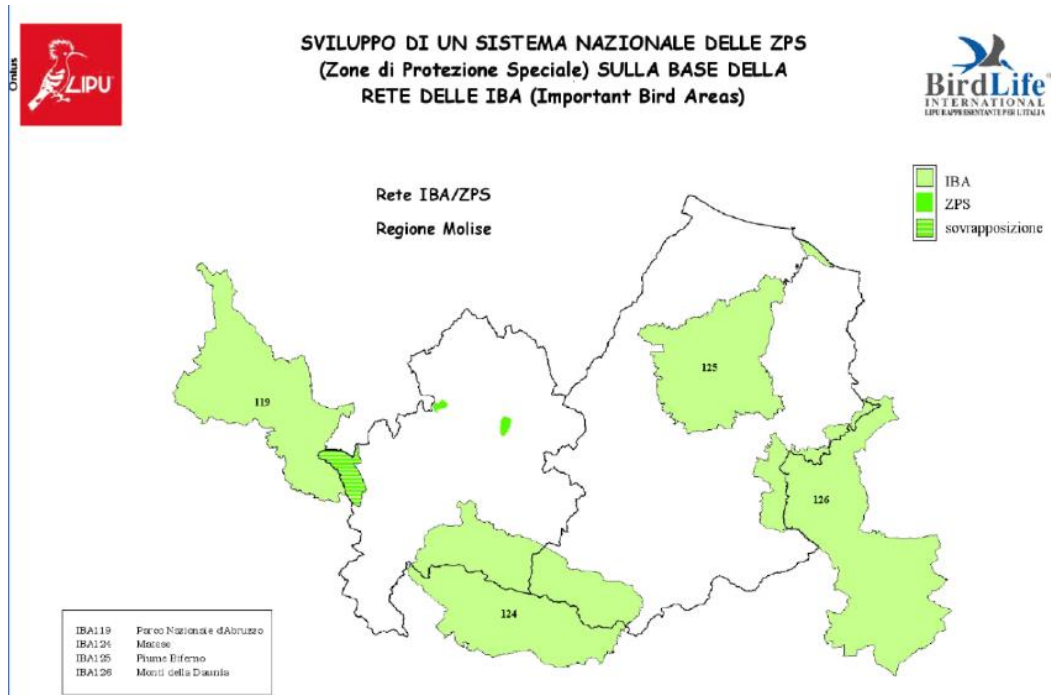 Onlus
LIPU
SVILUPPO DI UN SISTEMA NAZIONALE DELLE ZPS
(Zone di Protezione Speciale) SULLA BASE DELLA
RETE DELLE IBA (Important Bird Areas)
BirdLife
INTERNATIONAL
LIPU RAPPRESENTANTE PER L'ITALIA
IBA
ZPS
sovrapposizione
Rete IBA/ZPS
Regione Molise
125
119
126
124
IBA119 Parco Nazionale d'Abruzzo
IBA124 Matese
IBA125 Fiume Biferno
IBA126 Monti della Daunia